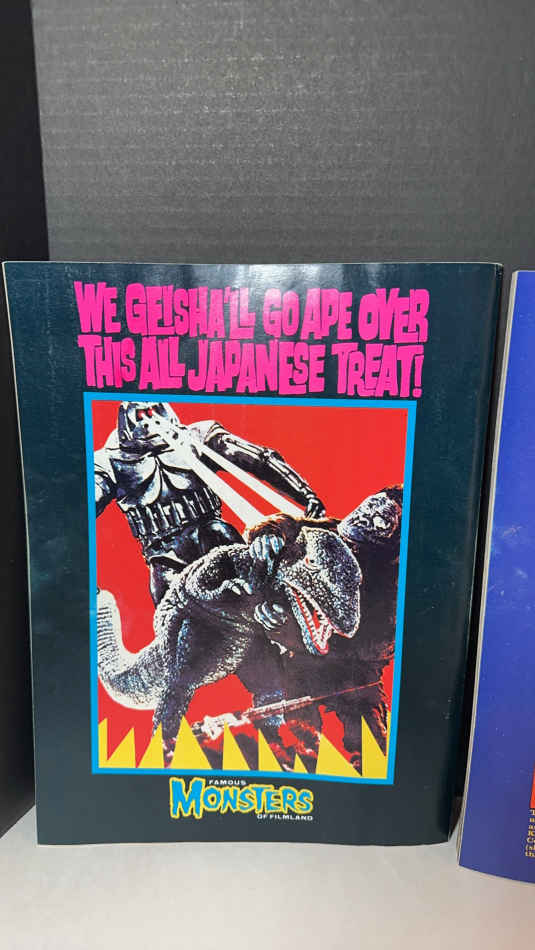 WE GEISHA'LL GO APE OVER
THIS ALL JAPANESE TREAT!
FAMOUS
MONSTERS
OF FILMLAND